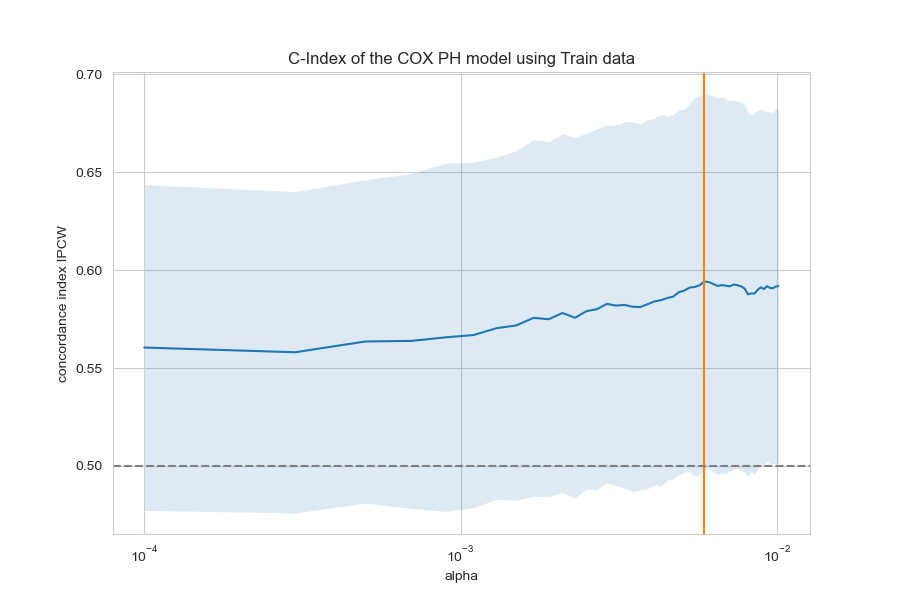 C-Index of the COX PH model using Train data
concordance index IPCW
0.70
0.65
0.60
0.55
0.50
10⁻⁴
10⁻³
10⁻²
alpha